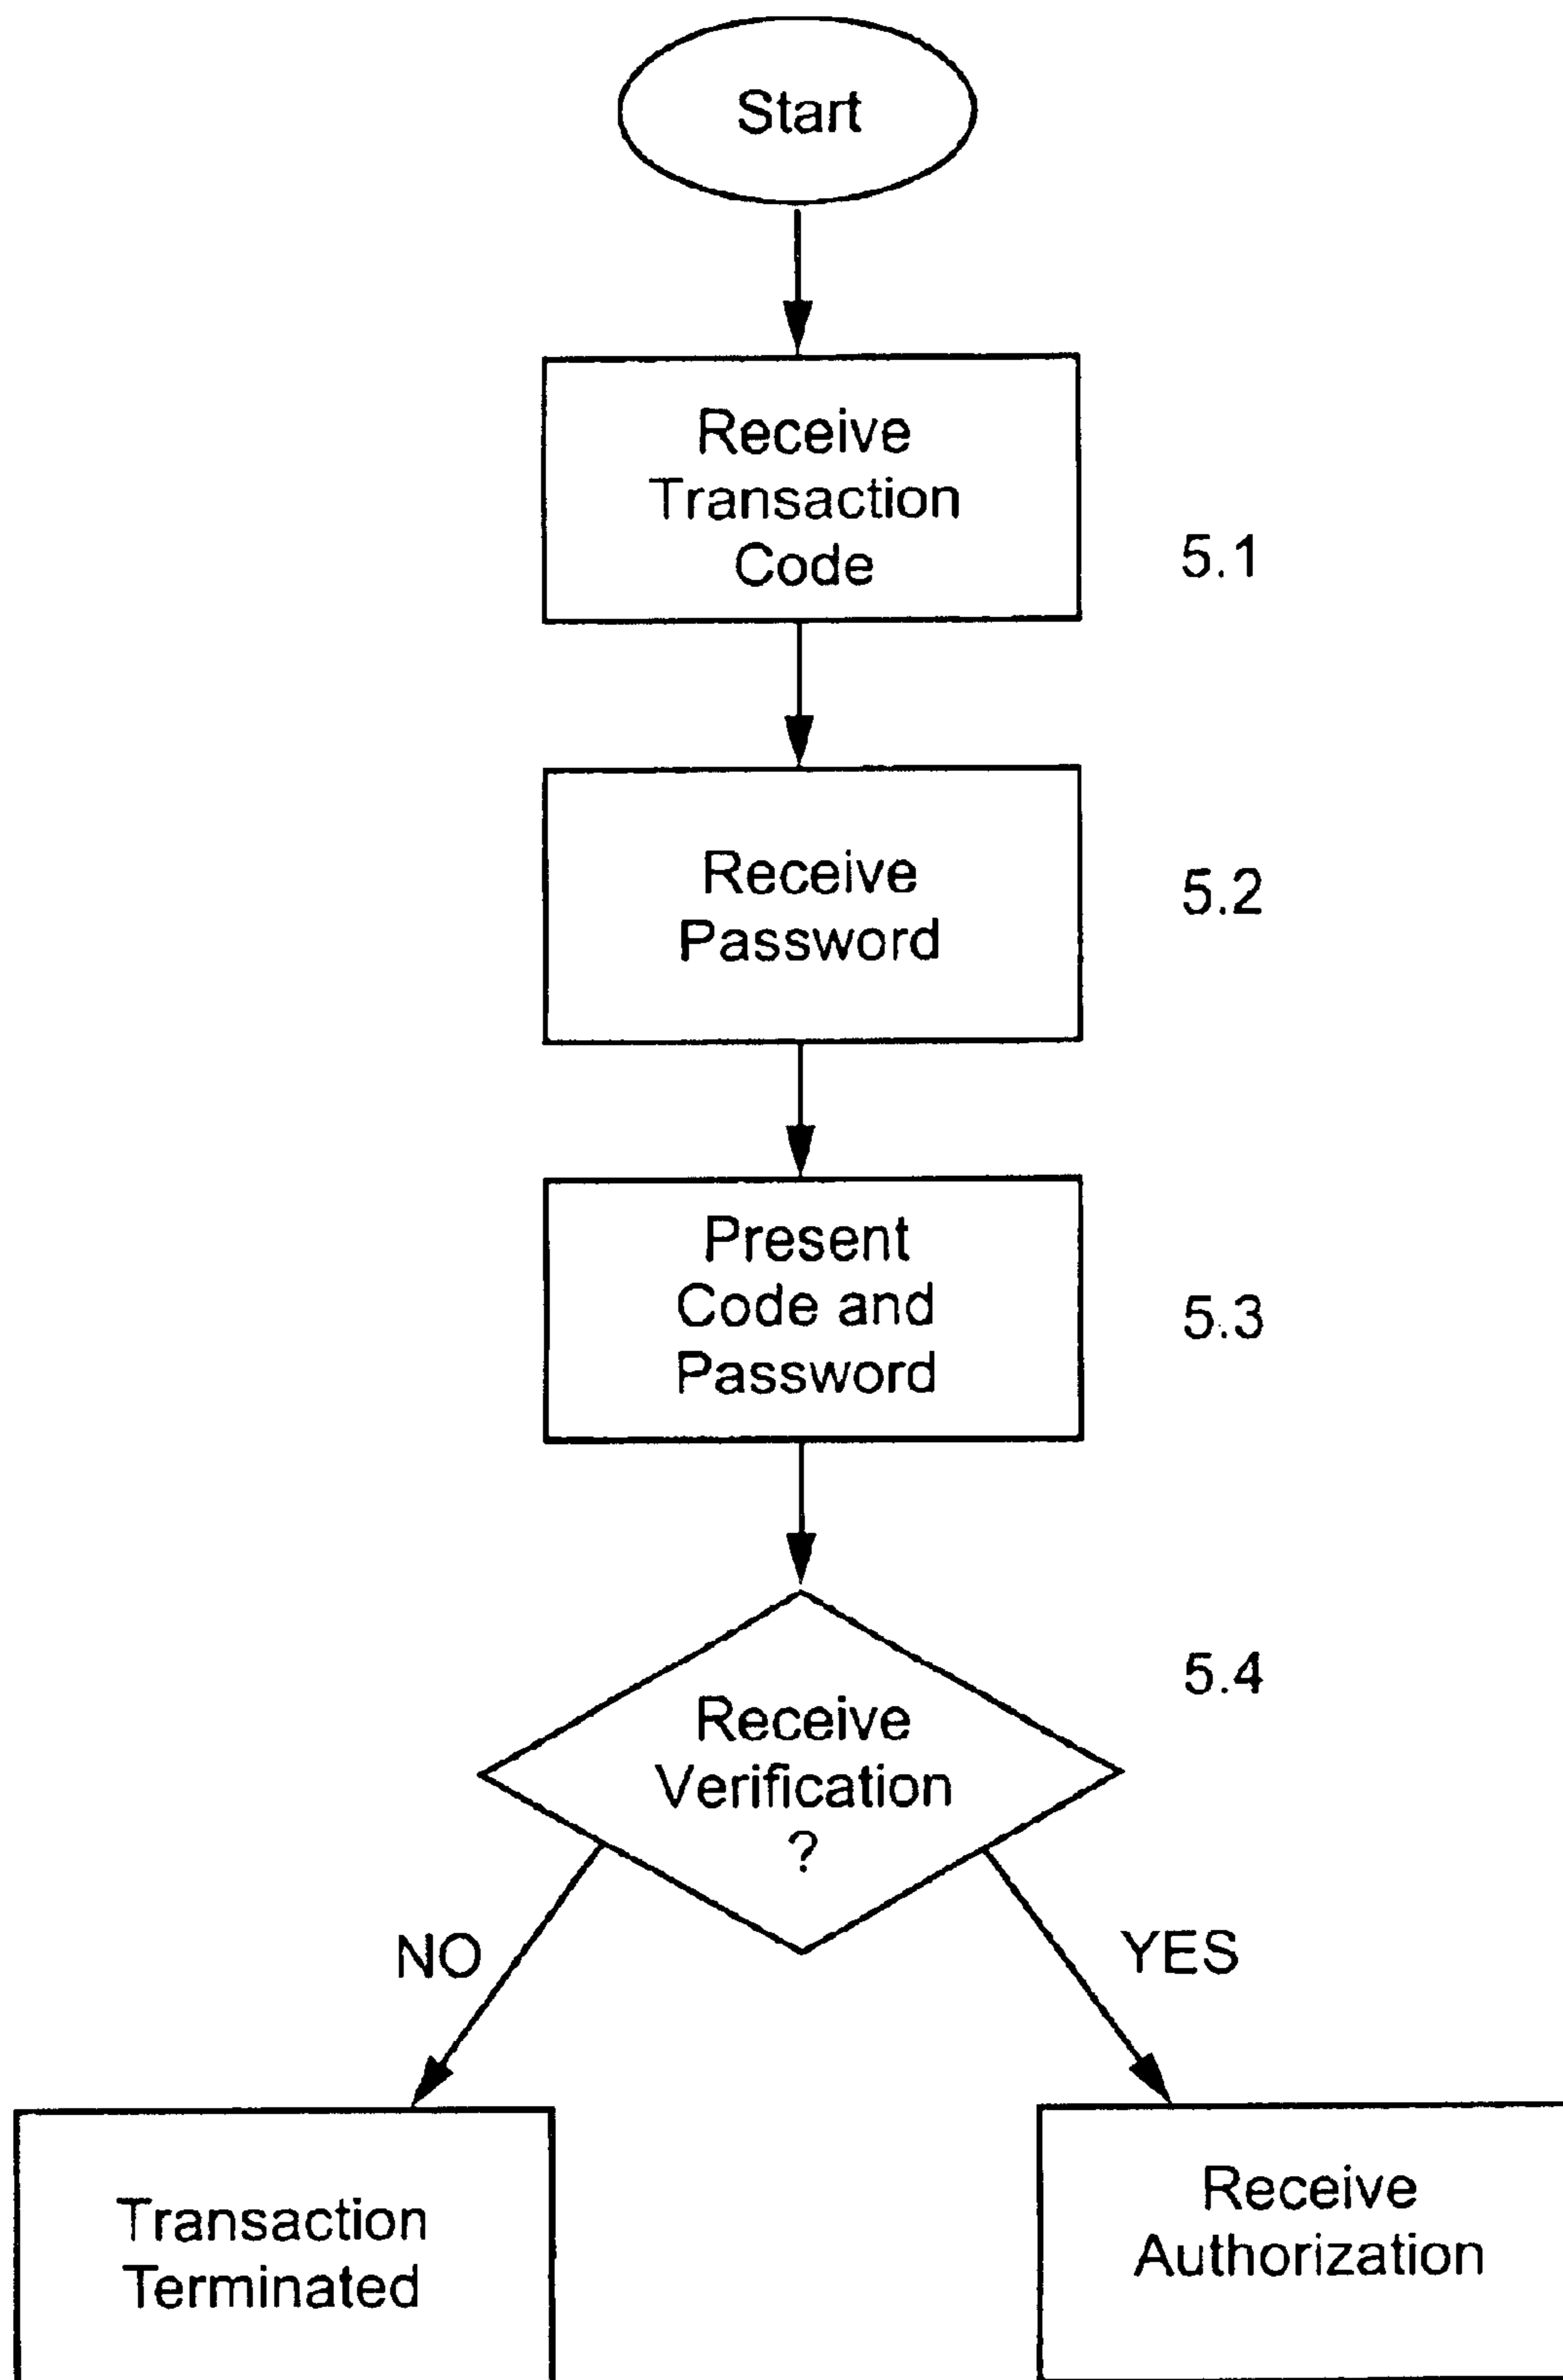 Start
Receive
Transaction
Code
5.1
Receive
Password
5.2
Present
Code and
Password
5.3
5.4
Receive
Verification
?
NO
YES
Transaction
Terminated
Receive
Authorization